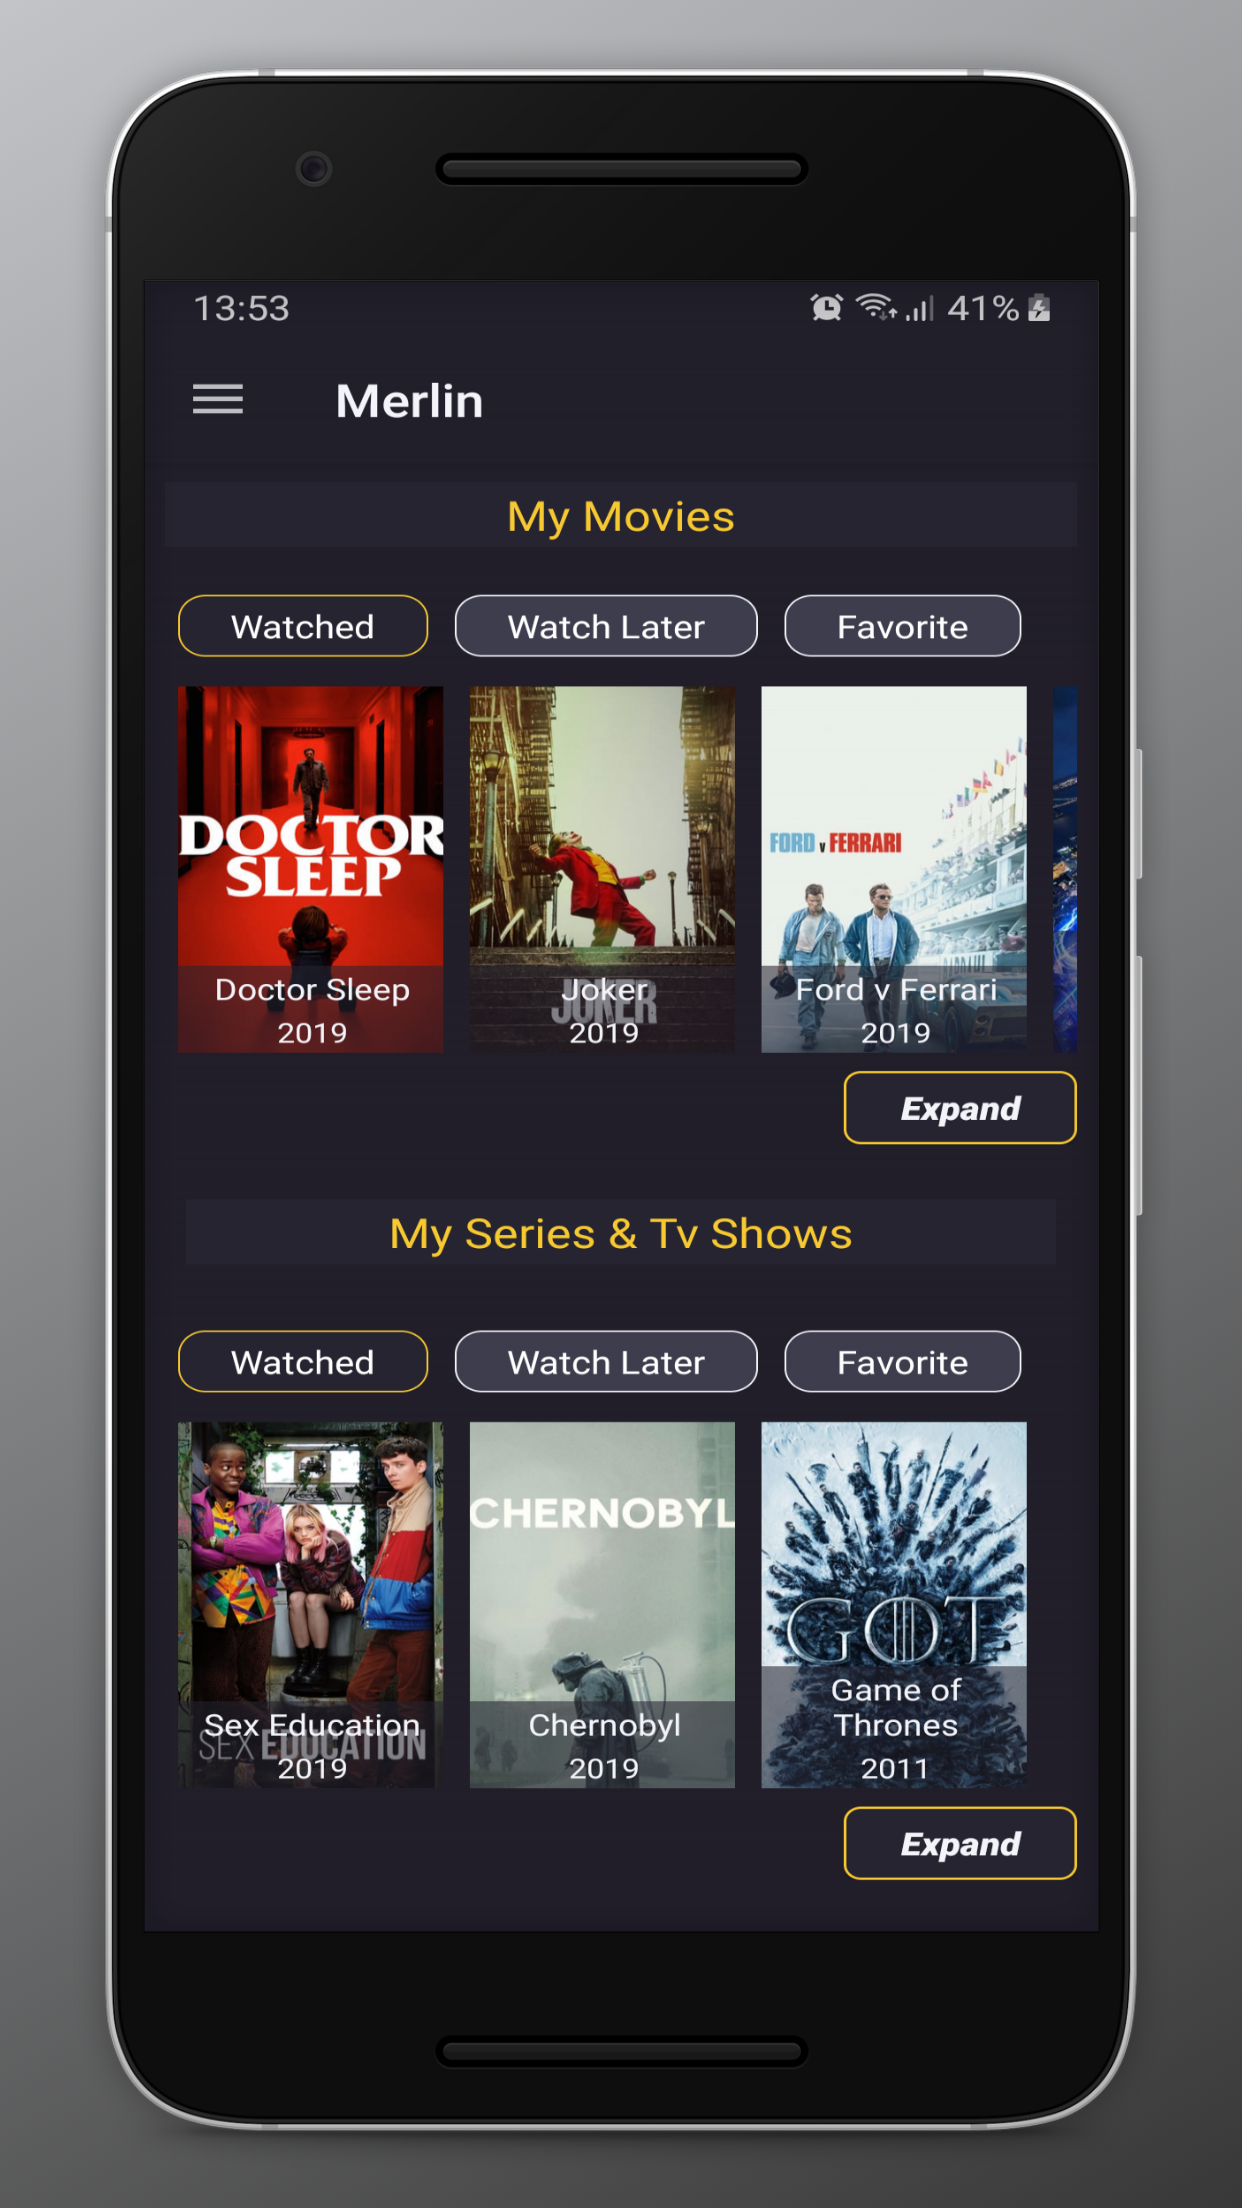 13:53
41%
Merlin
My Movies
Watched
Watch Later
Favorite
DOCTOR
SLEEP
FORD v FERRARI
JOKER
Doctor Sleep
2019
Joker
2019
Ford v Ferrari
2019
Expand
My Series & Tv Shows
Watched
Watch Later
Favorite
CHERNOBYL
GOT
SEX EDUCATION
Sex Education
2019
Chernobyl
2019
Game of
Thrones
2011
Expand